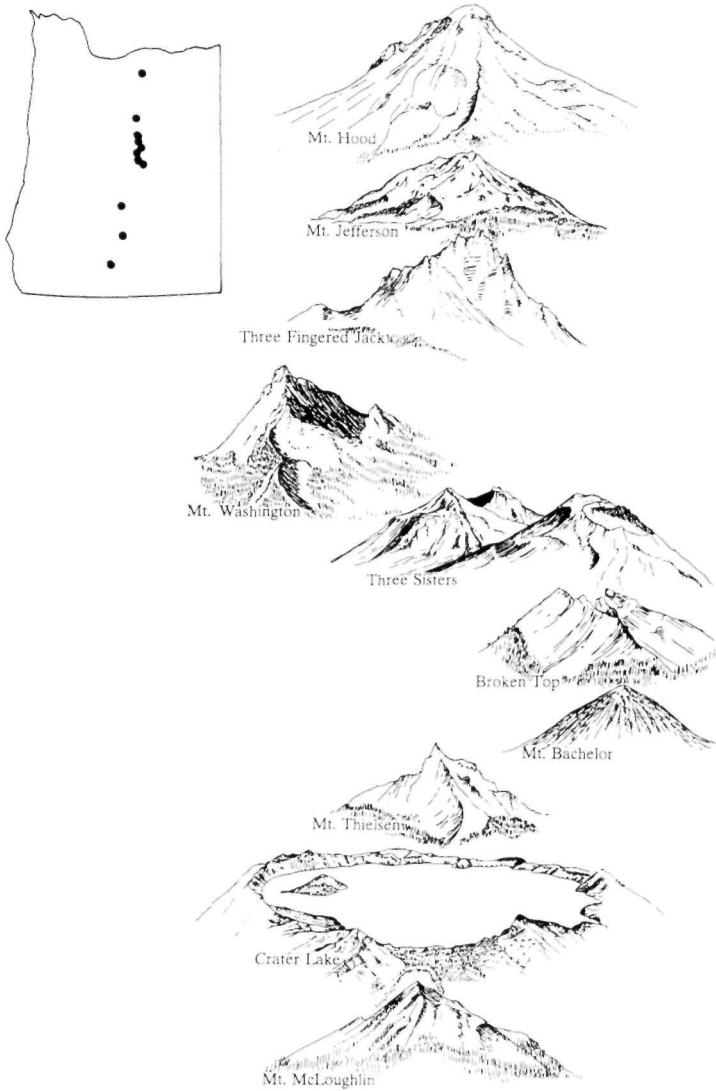 Mt. Hood
Mt. Jefferson
Three Fingered Jack
Mt. Washington
Three Sisters
Broken Top
Mt. Bachelor
Mt. Thielsen
Crater Lake
Mt. McLoughlin